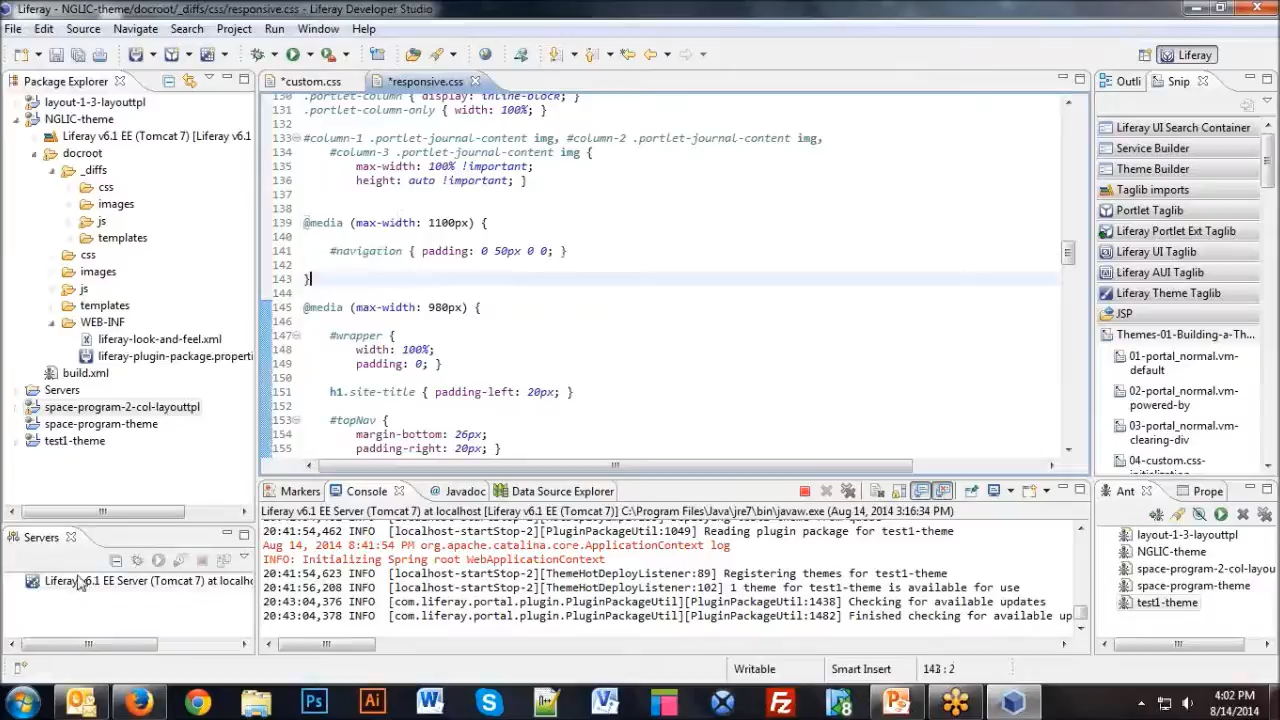 Liferay - NGLIC-theme/docroot/_diffs/css/responsive.css - Liferay Developer Studio
File Edit Source Navigate Search Project Run Window Help
Liferay
Package Explorer
layout-1-3-layouttpl
NGLIC-theme
Liferay v6.1 EE (Tomcat 7) [Liferay v6.1
docroot
_diffs
css
images
js
templates
css
images
js
templates
WEB-INF
liferay-look-and-feel.xml
liferay-plugin-package.properti
build.xml
Servers
space-program-2-col-layouttpl
space-program-theme
test1-theme
*custom.css
*responsive.css
130 .portlet-column { display: inline-block; }
131 .portlet-column-only { width: 100%; }
132
133 #column-1 .portlet-journal-content img, #column-2 .portlet-journal-content img,
134 #column-3 .portlet-journal-content img {
135 max-width: 100% !important;
136 height: auto !important; }
137
138
139 @media (max-width: 1100px) {
140
141 #navigation { padding: 0 50px 0 0; }
142
143 }
144
145 @media (max-width: 980px) {
146
147 #wrapper {
148 width: 100%;
149 padding: 0; }
150
151 h1.site-title { padding-left: 20px; }
152
153 #topNav {
154 margin-bottom: 26px;
155 padding-right: 20px; }
Outli Snip
Liferay UI Search Container
Service Builder
Theme Builder
Taglib imports
Portlet Taglib
Liferay Portlet Ext Taglib
Liferay UI Taglib
Liferay AUI Taglib
Liferay Theme Taglib
JSP
Themes-01-Building-a-Th...
01-portal_normal.vm-
default
02-portal_normal.vm-
powered-by
03-portal_normal.vm-
clearing-div
04-custom.css-
Servers
Liferay v6.1 EE Server (Tomcat 7) at localho
Markers Console Javadoc Data Source Explorer
Liferay v6.1 EE Server (Tomcat 7) at localhost [Liferay v6.1 EE (Tomcat 7)] C:\Program Files\Java\jre7\bin\javaw.exe (Aug 14, 2014 3:16:34 PM)
20:41:54,462 INFO [localhost-startStop-2][PluginPackageUtil:1049] Reading plugin package for test1-theme
Aug 14, 2014 8:41:54 PM org.apache.catalina.core.ApplicationContext log
INFO: Initializing Spring root WebApplicationContext
20:41:54,623 INFO [localhost-startStop-2][ThemeHotDeployListener:89] Registering themes for test1-theme
20:41:56,208 INFO [localhost-startStop-2][ThemeHotDeployListener:102] 1 theme for test1-theme is available for use
20:43:04,376 INFO [com.liferay.portal.plugin.PluginPackageUtil][PluginPackageUtil:1438] Checking for available updates
20:43:04,378 INFO [com.liferay.portal.plugin.PluginPackageUtil][PluginPackageUtil:1482] Finished checking for available up
Ant Prope
layout-1-3-layouttpl
NGLIC-theme
space-program-2-col-layou
space-program-theme
test1-theme
Writable Smart Insert 143 : 2
4:02 PM
8/14/2014